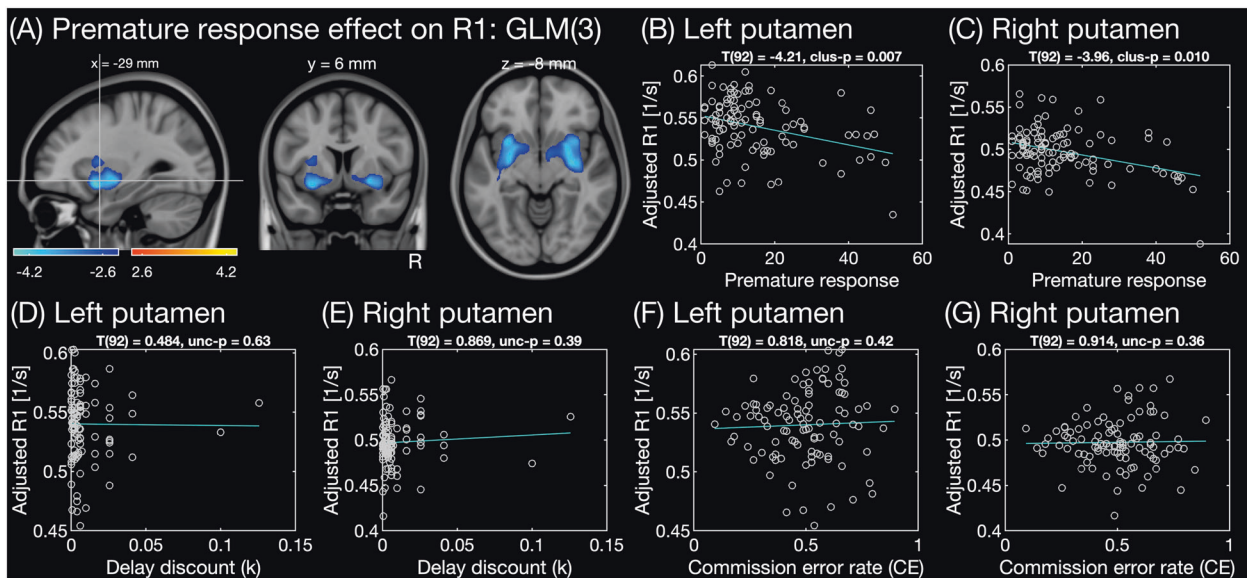 (A) Premature response effect on R1: GLM(3)
x = -29 mm
y = 6 mm
z = -8 mm
R
-4.2
-2.6
2.6
4.2
(B) Left putamen
T(92) = -4.21, clus-p = 0.007
Adjusted R1 [1/s]
0.6
0.55
0.5
0.45
0.4
0
20
40
60
Premature response
(C) Right putamen
T(92) = -3.96, clus-p = 0.010
Adjusted R1 [1/s]
0.6
0.55
0.5
0.45
0.4
0
20
40
60
Premature response
(D) Left putamen
T(92) = 0.484, unc-p = 0.63
Adjusted R1 [1/s]
0.6
0.55
0.5
0.45
0
0.05
0.1
0.15
Delay discount (k)
(E) Right putamen
T(92) = 0.869, unc-p = 0.39
Adjusted R1 [1/s]
0.6
0.5
0.4
0
0.05
0.1
0.15
Delay discount (k)
(F) Left putamen
T(92) = 0.818, unc-p = 0.42
Adjusted R1 [1/s]
0.6
0.55
0.5
0.45
0
0.5
1
Commission error rate (CE)
(G) Right putamen
T(92) = 0.914, unc-p = 0.36
Adjusted R1 [1/s]
0.6
0.5
0.4
0
0.5
1
Commission error rate (CE)